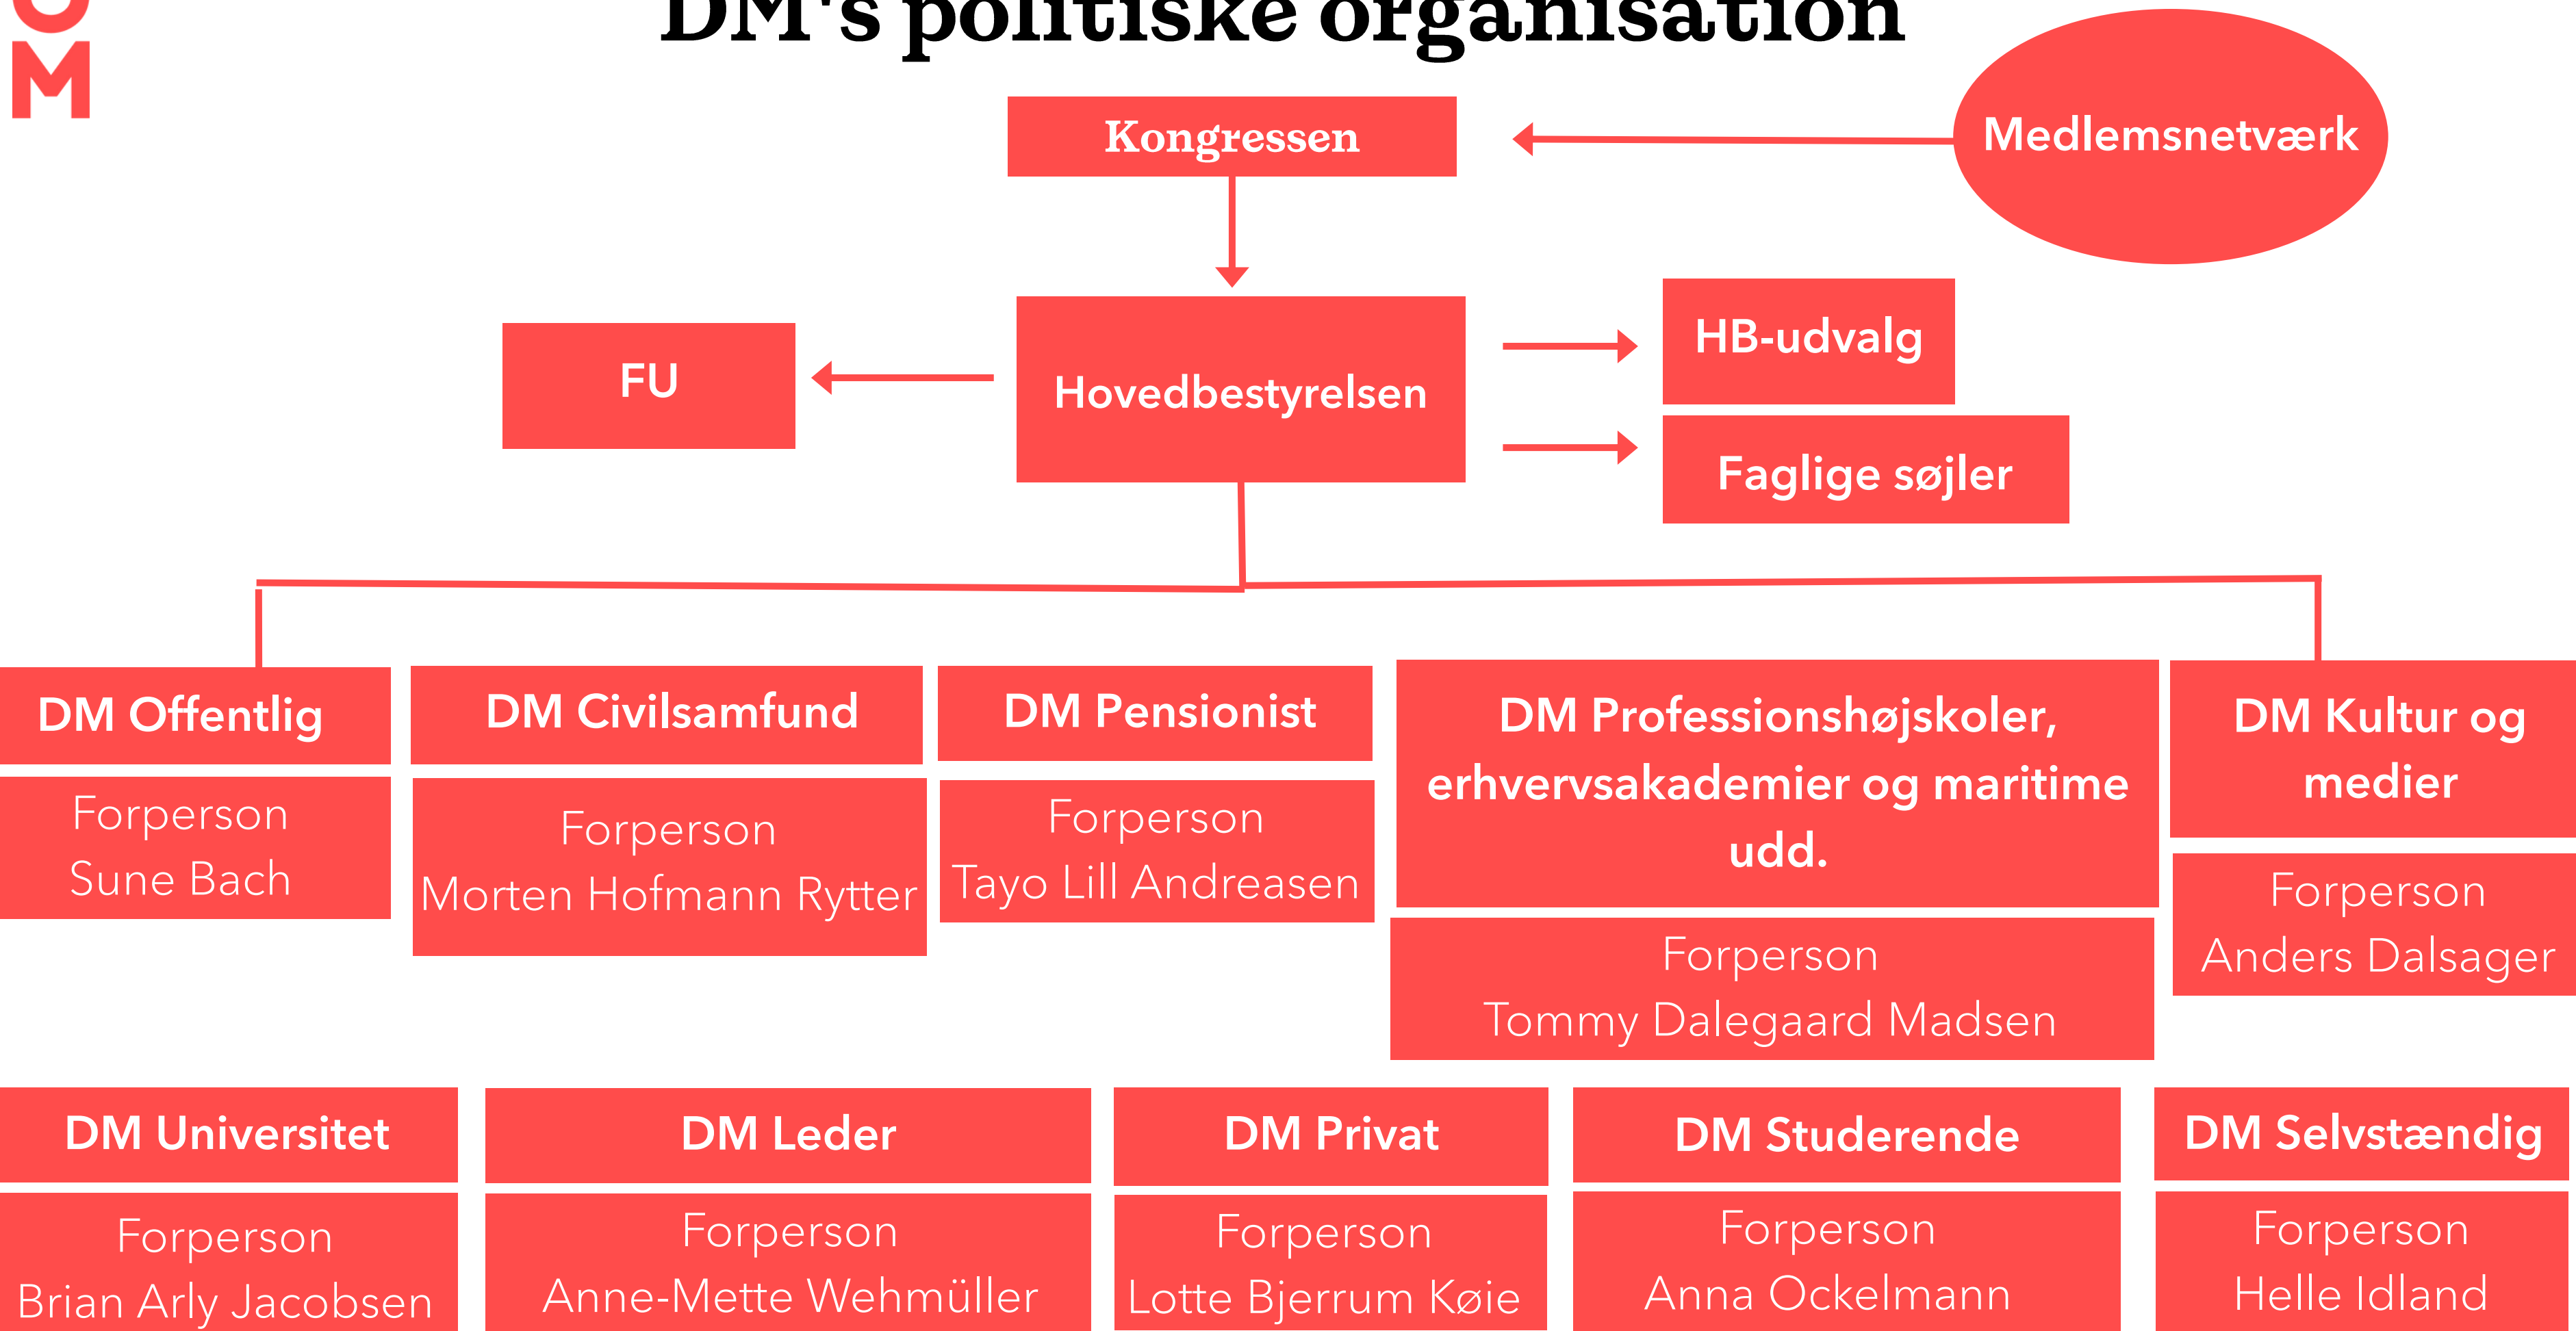 DM's politiske organisation
M
Kongressen
Medlemsnetværk
FU
Hovedbestyrelsen
HB-udvalg
Faglige søjler
DM Offentlig
Forperson
Sune Bach
DM Civilsamfund
Forperson
Morten Hofmann Rytter
DM Pensionist
Forperson
Tayo Lill Andreasen
DM Professionshøjskoler,
erhvervsakademier og maritime
udd.
Forperson
Tommy Dalegaard Madsen
DM Kultur og
medier
Forperson
Anders Dalsager
DM Universitet
Forperson
Brian Arly Jacobsen
DM Leder
Forperson
Anne-Mette Wehmüller
DM Privat
Forperson
Lotte Bjerrum Køie
DM Studerende
Forperson
Anna Ockelmann
DM Selvstændig
Forperson
Helle Idland